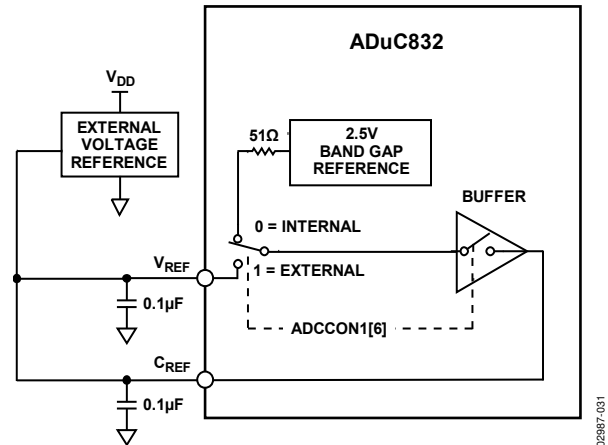 ADuC832
VDD
EXTERNAL
VOLTAGE
REFERENCE
51Ω
2.5V
BAND GAP
REFERENCE
BUFFER
0 = INTERNAL
VREF
1 = EXTERNAL
0.1µF
ADCCON1[6]
CREF
0.1µF
02987-031